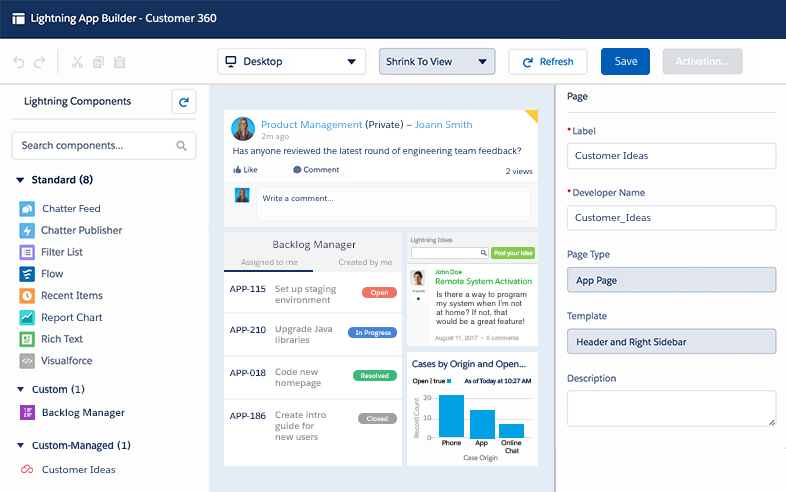 Lightning App Builder - Customer 360
Desktop
Shrink To View
Refresh
Save
Activation...
Lightning Components
Search components...
Standard (8)
Chatter Feed
Chatter Publisher
Filter List
Flow
Recent Items
Report Chart
Rich Text
Visualforce
Custom (1)
Backlog Manager
Custom-Managed (1)
Customer Ideas
Product Management (Private) – Joann Smith
2m ago
Has anyone reviewed the latest round of engineering team feedback?
Like
Comment
2 views
Write a comment...
Backlog Manager
Assigned to me
Created by me
APP-115
Set up staging
environment
Open
APP-210
Upgrade Java
libraries
In Progress
APP-018
Code new
homepage
Resolved
APP-186
Create intro
guide for
new users
Closed
Lightning Ideas
Post your idea
John Doe
Remote System Activation
Is there a way to program
my system when I'm not
at home? If not, that
would be a great feature!
August 11, 2017 • 0 comments
Cases by Origin and Open...
Open | true
As of Today at 10:27 AM
Record Count
20
10
0
Phone
App
Online
Chat
Case Origin
Page
*Label
Customer Ideas
*Developer Name
Customer_Ideas
Page Type
App Page
Template
Header and Right Sidebar
Description